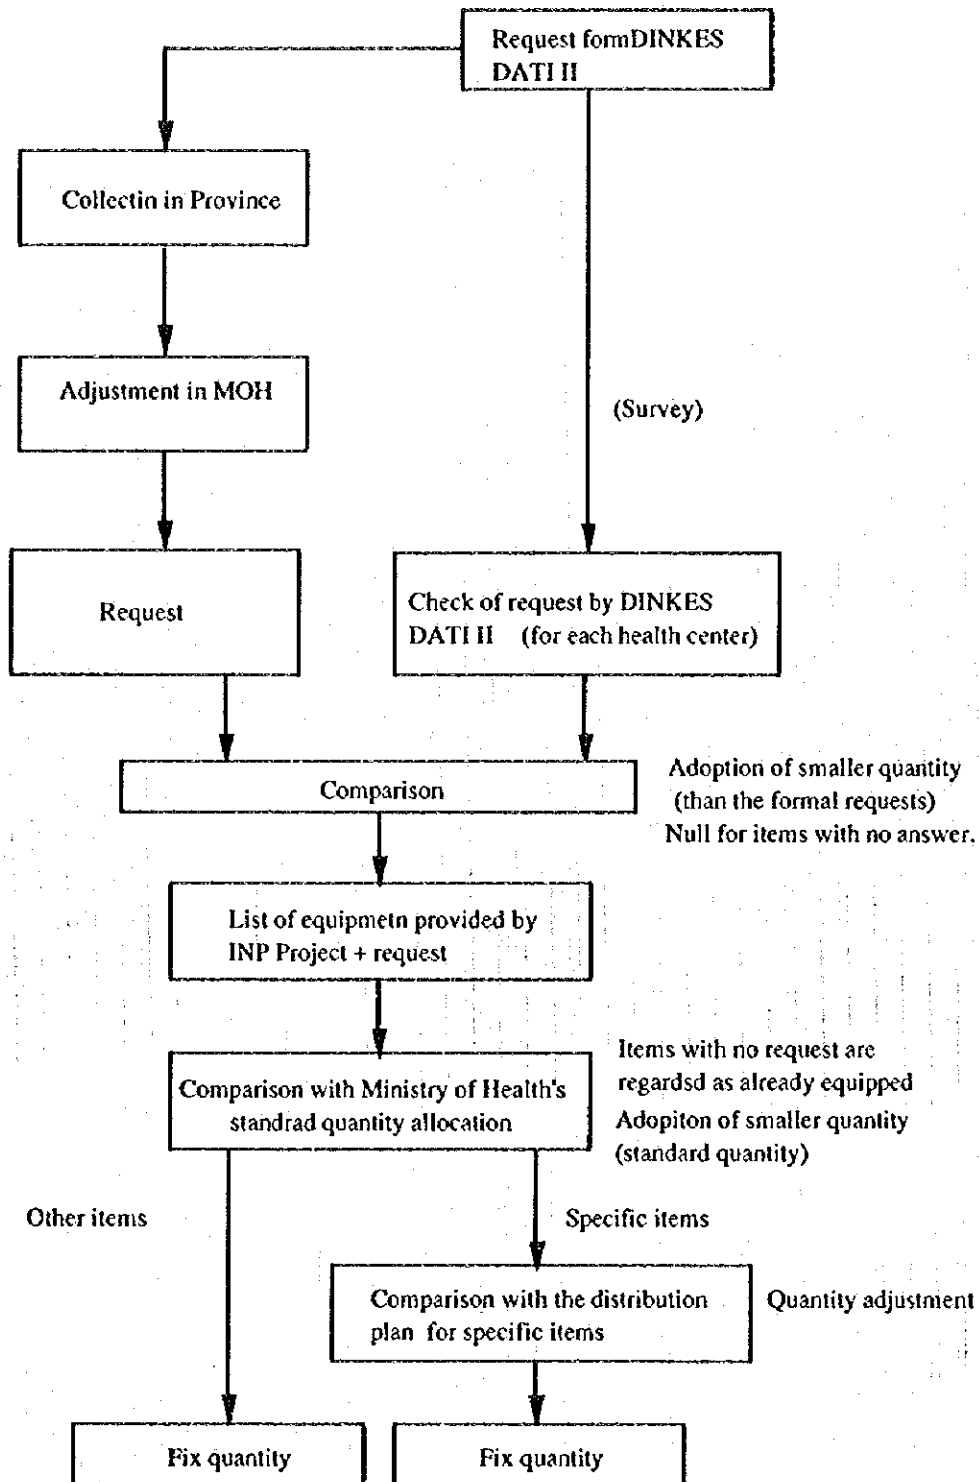 Request formDINKES
DATI II
Collectin in Province
Adjustment in MOH
(Survey)
Request
Check of request by DINKES
DATI II (for each health center)
Comparison
Adoption of smaller quantity
(than the formal requests)
Null for items with no answer.
List of equipmetn provided by
INP Project + request
Comparison with Ministry of Health's
standrad quantity allocation
Items with no request are
regardsd as already equipped
Adopiton of smaller quantity
(standard quantity)
Other items
Specific items
Comparison with the distribution
plan for specific items
Quantity adjustment
Fix quantity
Fix quantity